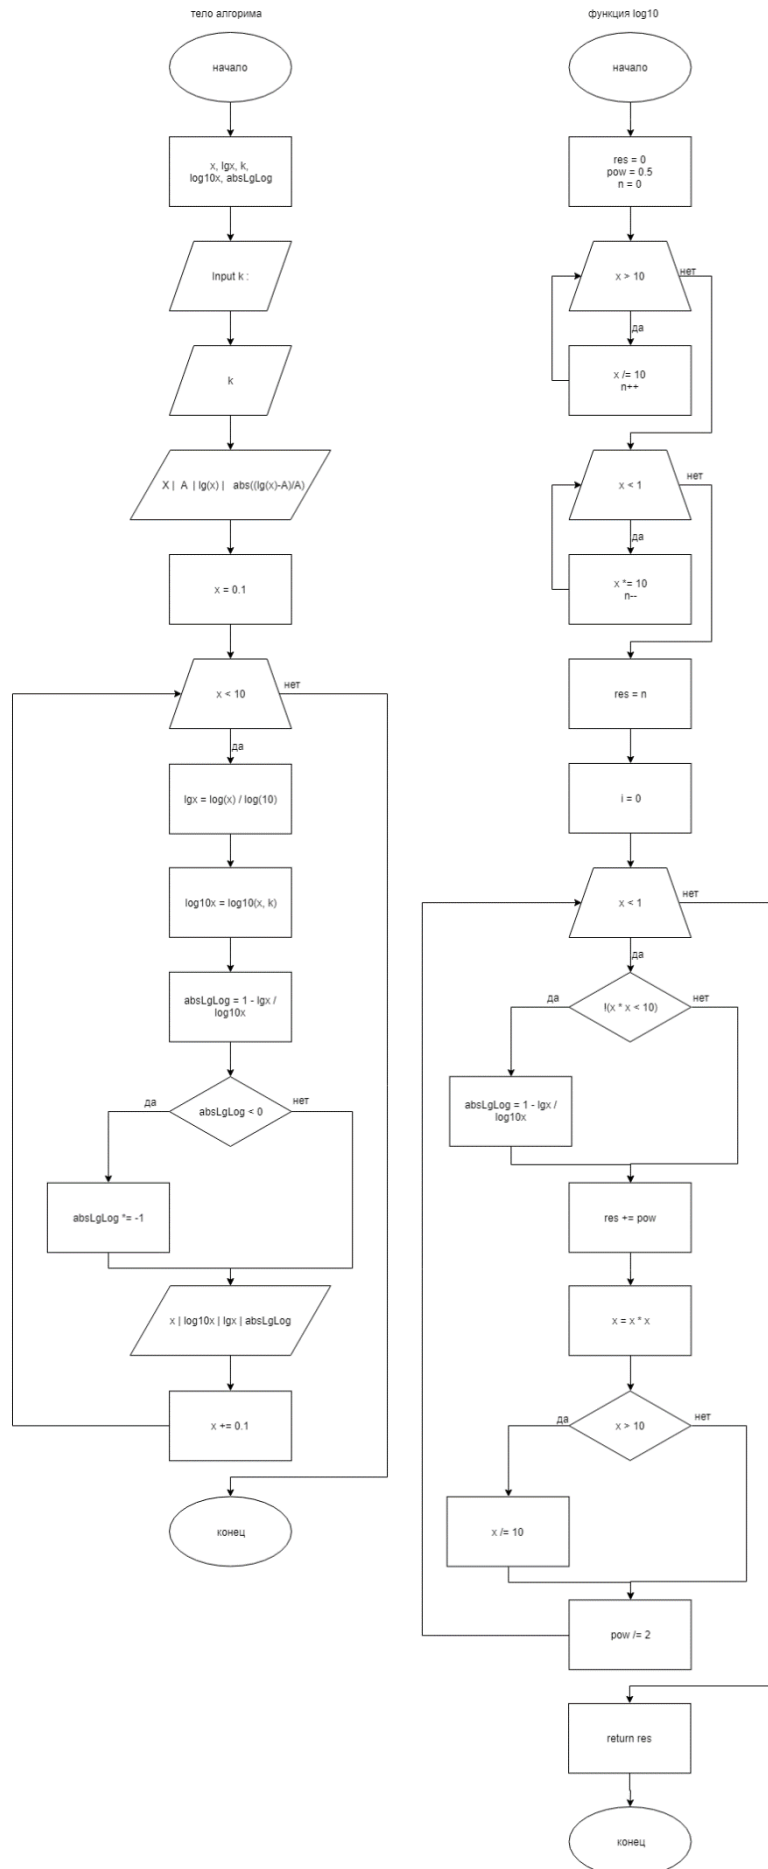 тело алгорима
начало
x, lgx, k,
log10x, absLgLog
Input k :
k
X | A | lg(x) | abs((lg(x)-A)/A)
x = 0.1
x < 10
нет
да
lgx = log(x) / log(10)
log10x = log10(x, k)
absLgLog = 1 - lgx /
log10x
да
absLgLog < 0
нет
absLgLog *= -1
x | log10x | lgx | absLgLog
x += 0.1
конец
функция log10
начало
res = 0
pow = 0.5
n = 0
x > 10
нет
да
x /= 10
n++
x < 1
нет
да
x *= 10
n--
res = n
i = 0
x < 1
нет
да
да
!(x * x < 10)
нет
absLgLog = 1 - lgx /
log10x
res += pow
x = x * x
да
x > 10
нет
x /= 10
pow /= 2
return res
конец